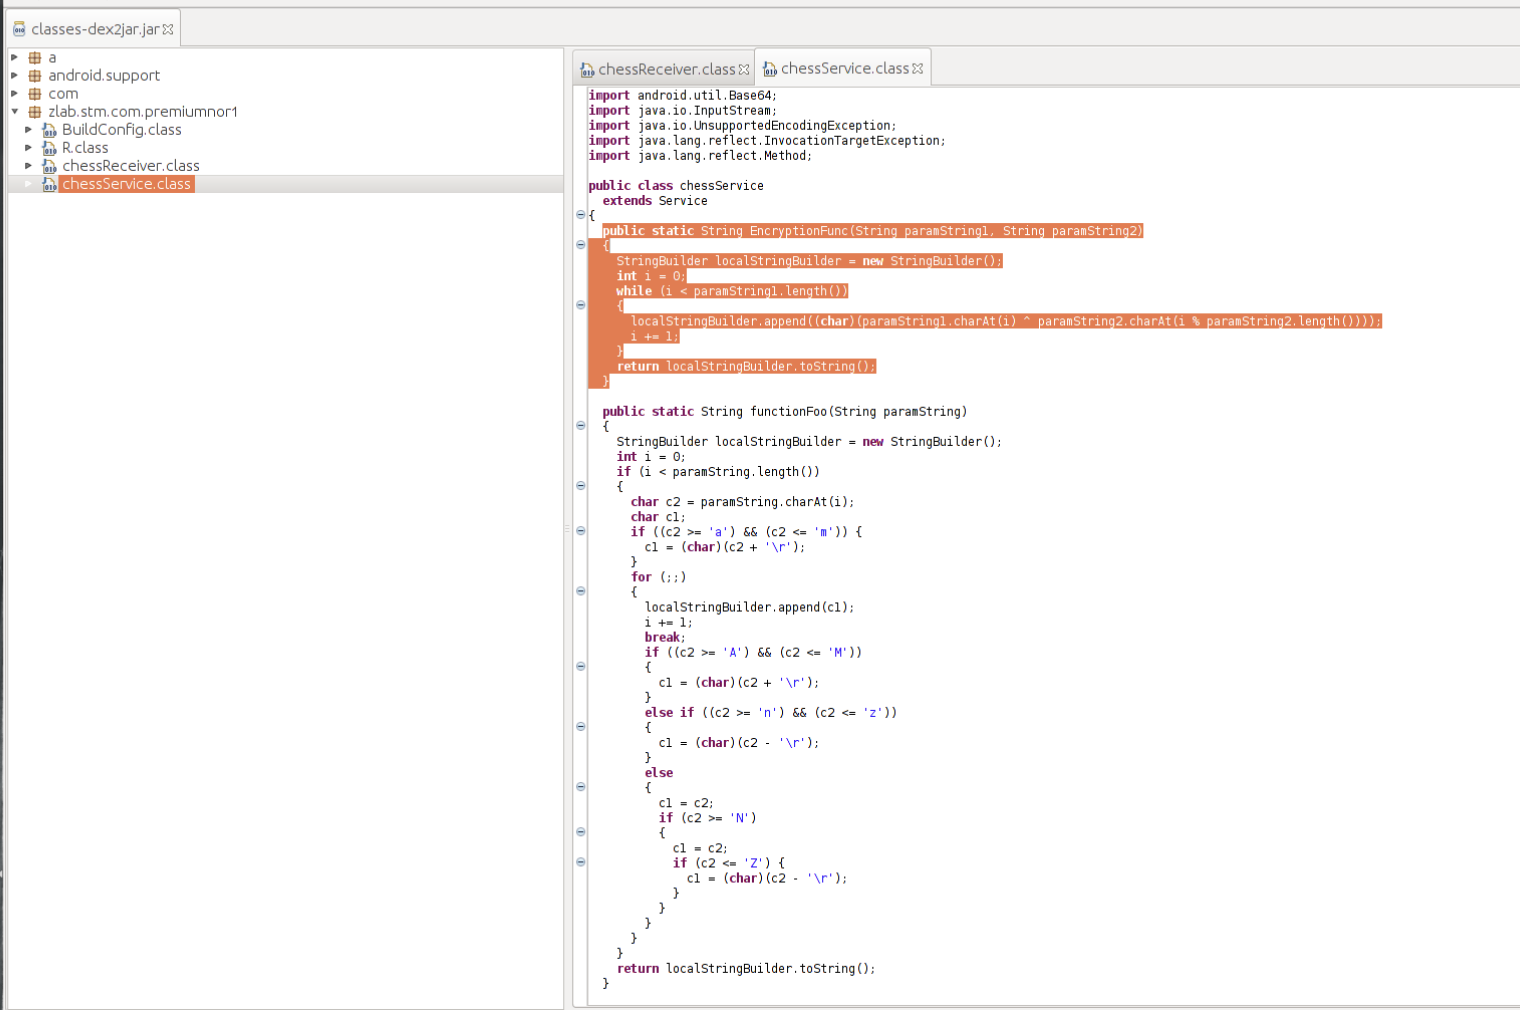 classes-dex2jar.jar
a
android.support
com
zlab.stm.com.premiumnor1
BuildConfig.class
R.class
chessReceiver.class
chessService.class
chessReceiver.class
chessService.class
import android.util.Base64;
import java.io.InputStream;
import java.io.UnsupportedEncodingException;
import java.lang.reflect.InvocationTargetException;
import java.lang.reflect.Method;
public class chessService
extends Service
{
public static String EncryptionFunc(String paramString1, String paramString2)
{
StringBuilder localStringBuilder = new StringBuilder();
int i = 0;
while (i < paramString1.length())
{
localStringBuilder.append((char)(paramString1.charAt(i) ^ paramString2.charAt(i % paramString2.length())));
i += 1;
}
return localStringBuilder.toString();
}
public static String functionFoo(String paramString)
{
StringBuilder localStringBuilder = new StringBuilder();
int i = 0;
if (i < paramString.length())
{
char c2 = paramString.charAt(i);
char c1;
if ((c2 >= 'a') && (c2 <= 'm')) {
c1 = (char)(c2 + '\r');
}
for (;;)
{
localStringBuilder.append(c1);
i += 1;
break;
if ((c2 >= 'A') && (c2 <= 'M'))
{
c1 = (char)(c2 + '\r');
}
else if ((c2 >= 'n') && (c2 <= 'z'))
{
c1 = (char)(c2 - '\r');
}
else
{
c1 = c2;
if (c2 >= 'N')
{
c1 = c2;
if (c2 <= 'Z') {
c1 = (char)(c2 - '\r');
}
}
}
}
}
return localStringBuilder.toString();
}